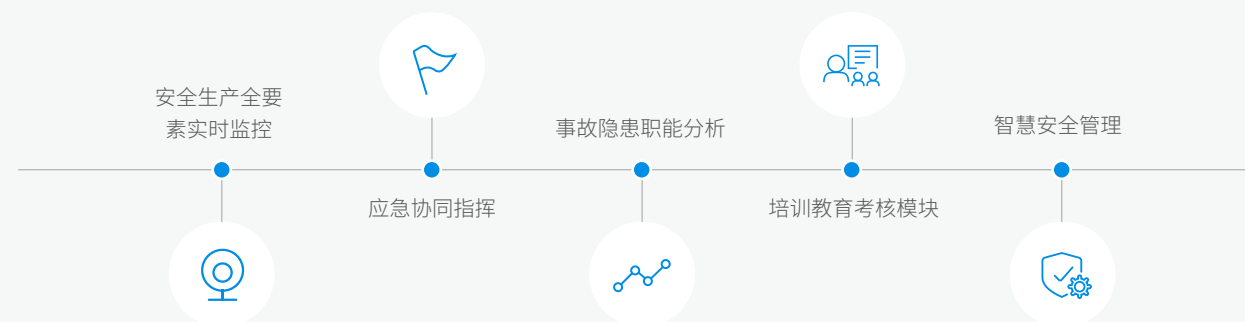 安全生产全要
素实时监控
应急协同指挥
事故隐患职能分析
培训教育考核模块
智慧安全管理